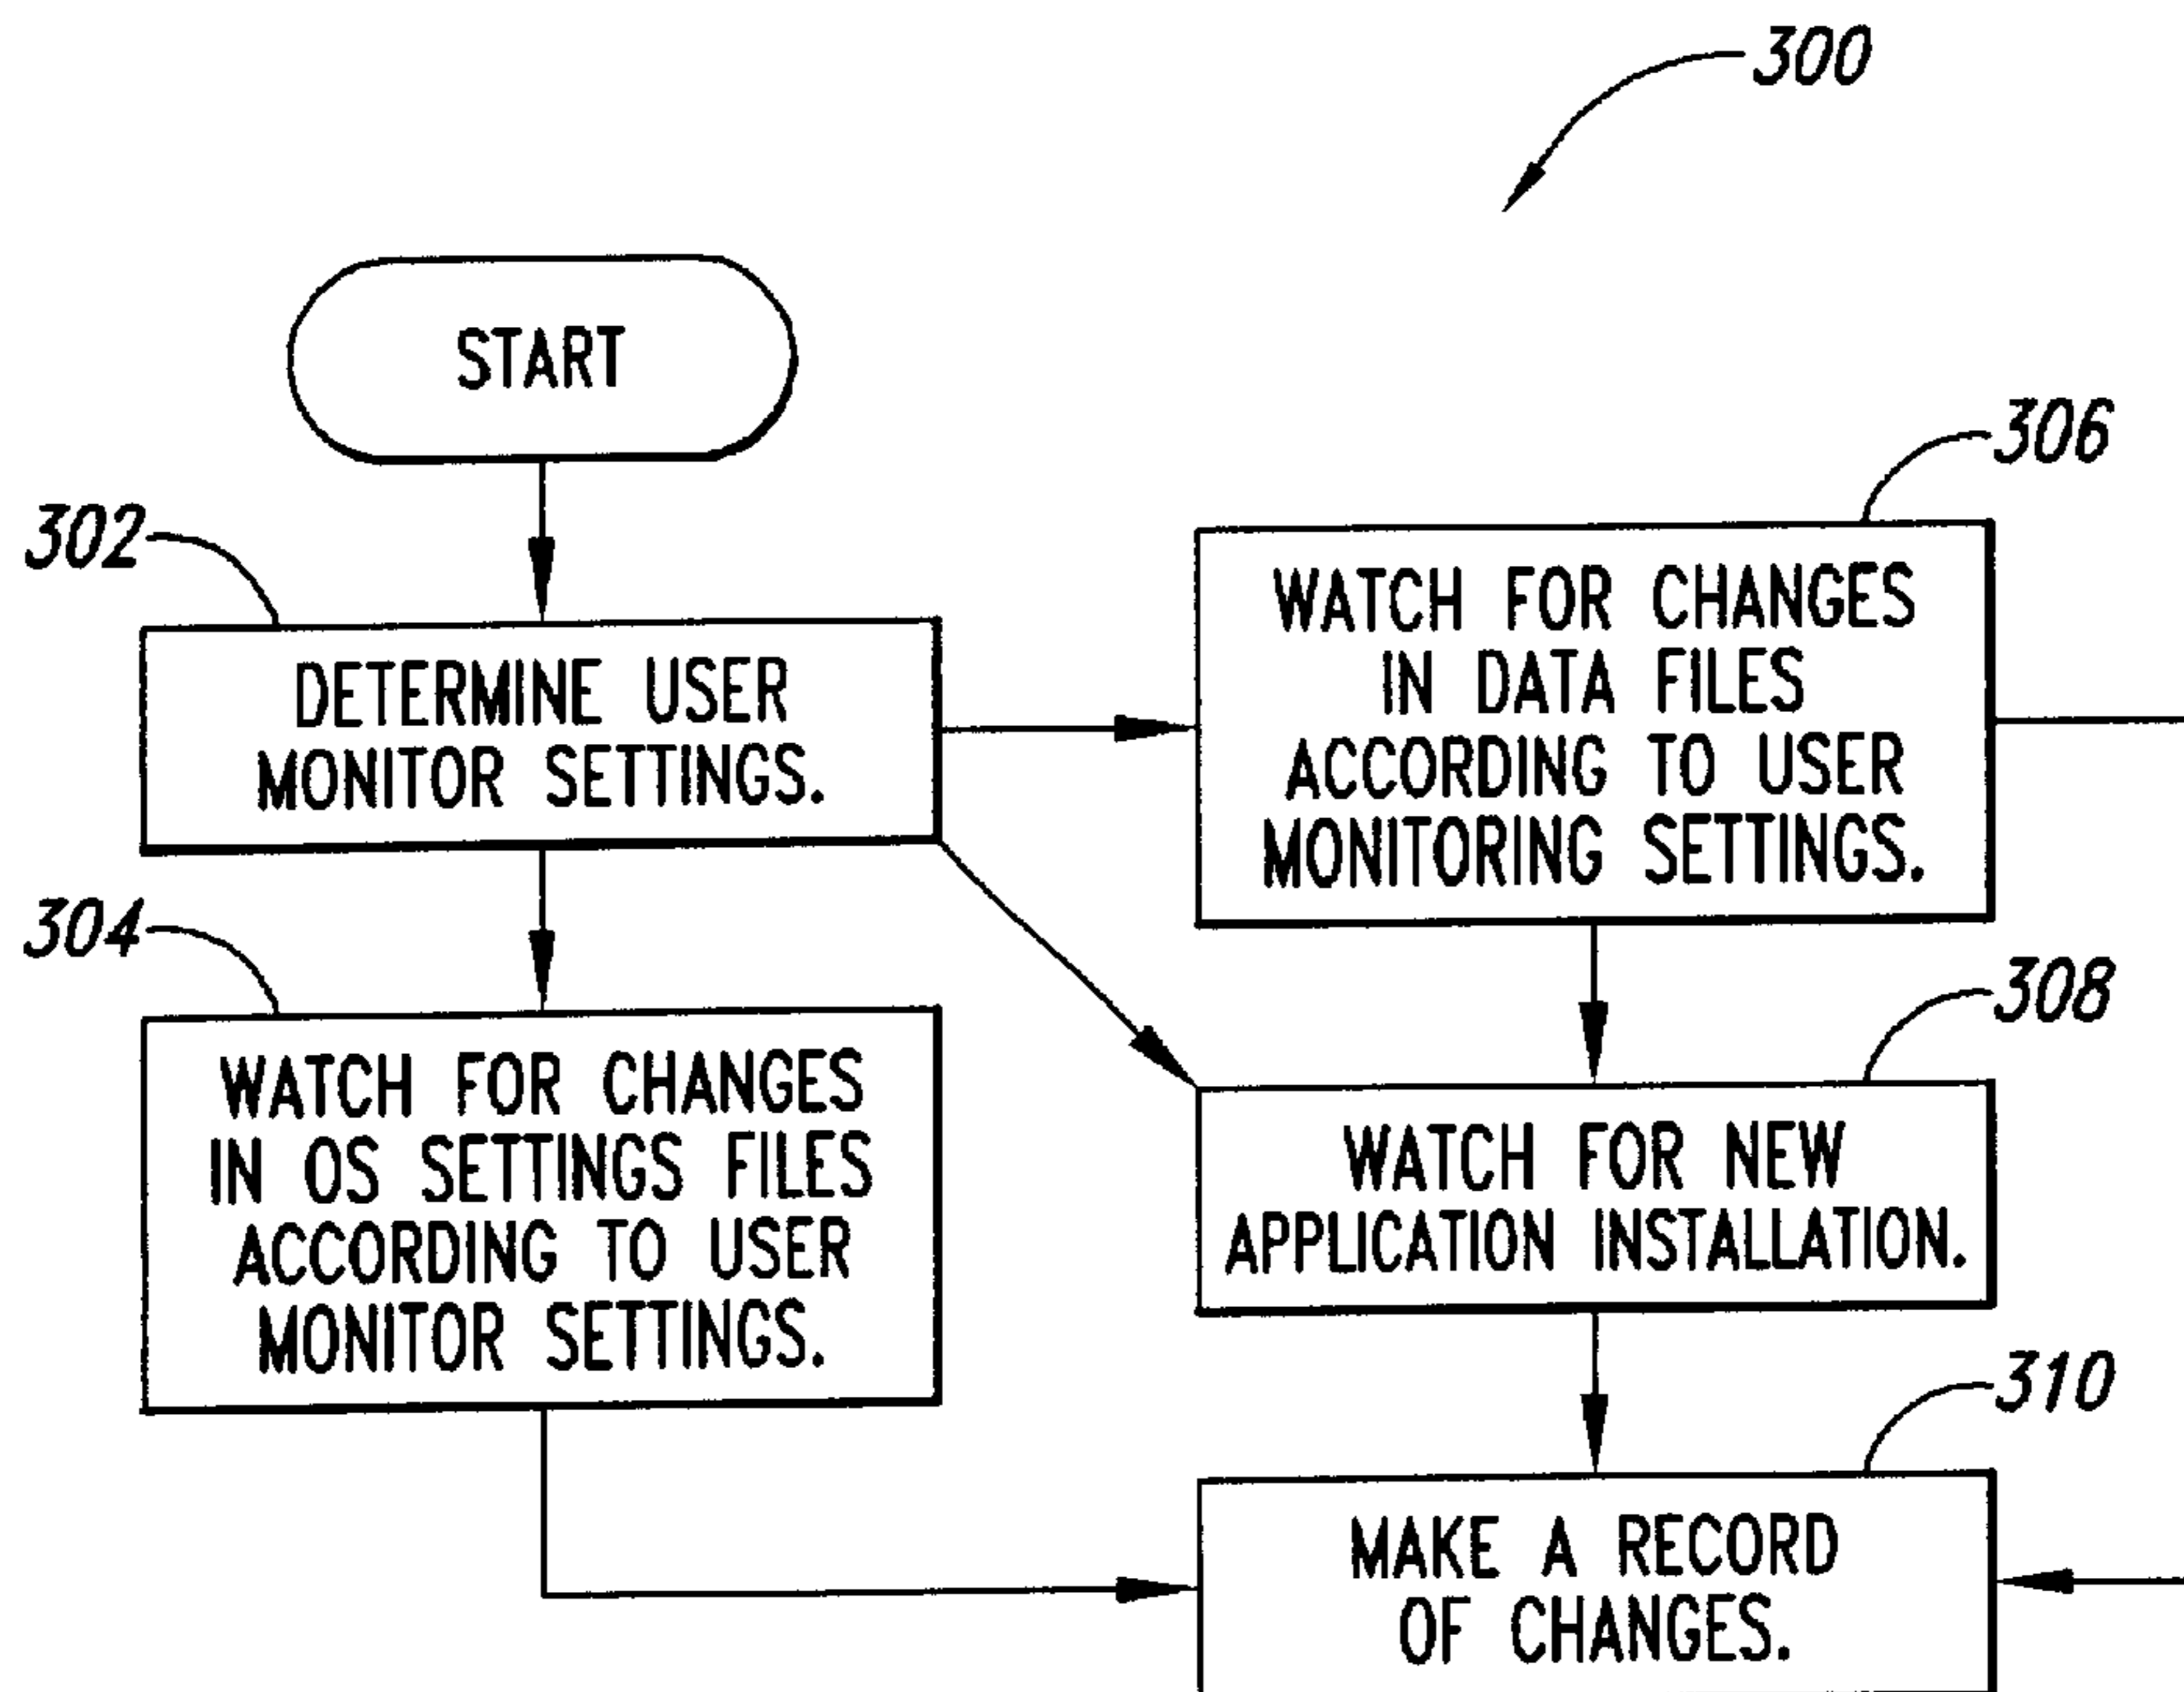 300
START
302
DETERMINE USER
MONITOR SETTINGS.
306
WATCH FOR CHANGES
IN DATA FILES
ACCORDING TO USER
MONITORING SETTINGS.
304
WATCH FOR CHANGES
IN OS SETTINGS FILES
ACCORDING TO USER
MONITOR SETTINGS.
308
WATCH FOR NEW
APPLICATION INSTALLATION.
310
MAKE A RECORD
OF CHANGES.